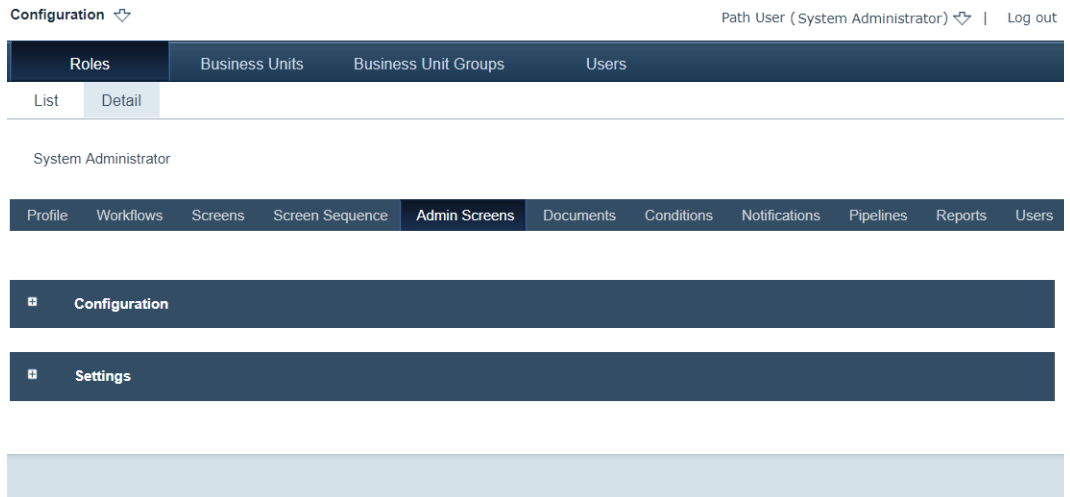 Configuration Path User (System Administrator) | Log out
Roles Business Units Business Unit Groups Users
List Detail
System Administrator
Profile Workflows Screens Screen Sequence Admin Screens Documents Conditions Notifications Pipelines Reports Users
Configuration
Settings